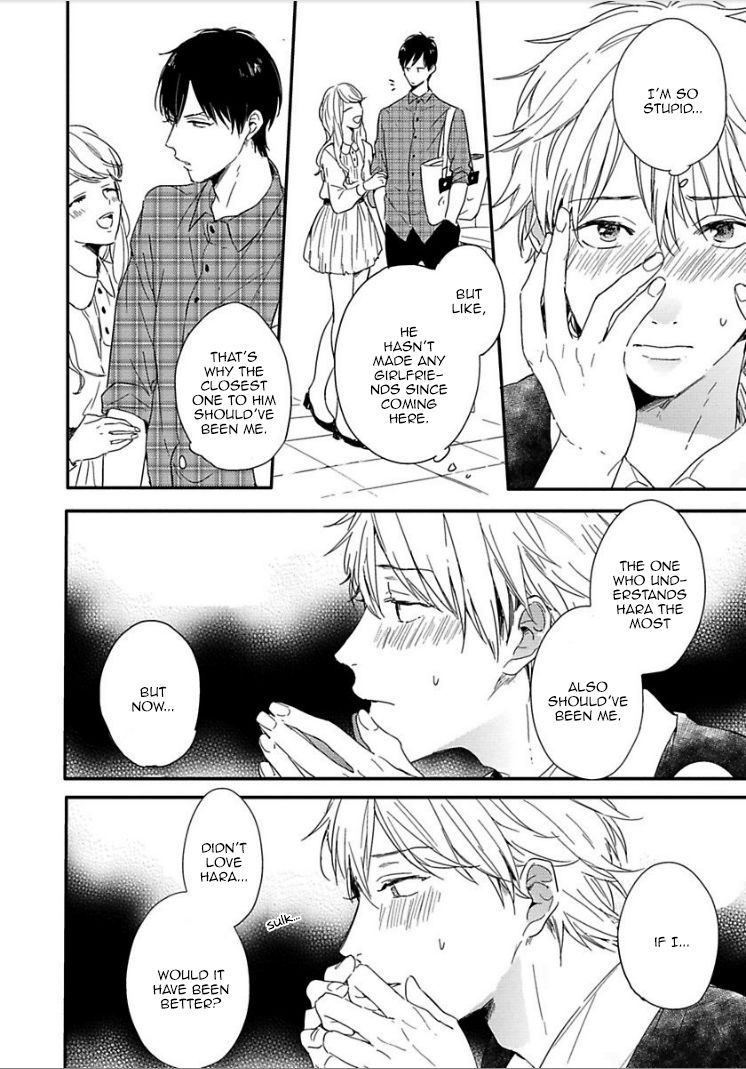 I'M SO
STUPID...
BUT
LIKE,
HE
HASN'T
MADE ANY
GIRLFRIE-
NDS SINCE
COMING
HERE.
THAT'S
WHY THE
CLOSEST
ONE TO HIM
SHOULD'VE
BEEN ME.
THE ONE
WHO UND-
ERSTANDS
HARA THE
MOST
ALSO
SHOULD'VE
BEEN ME.
BUT
NOW...
IF I...
DIDN'T
LOVE
HARA...
sulk...
WOULD IT
HAVE BEEN
BETTER?